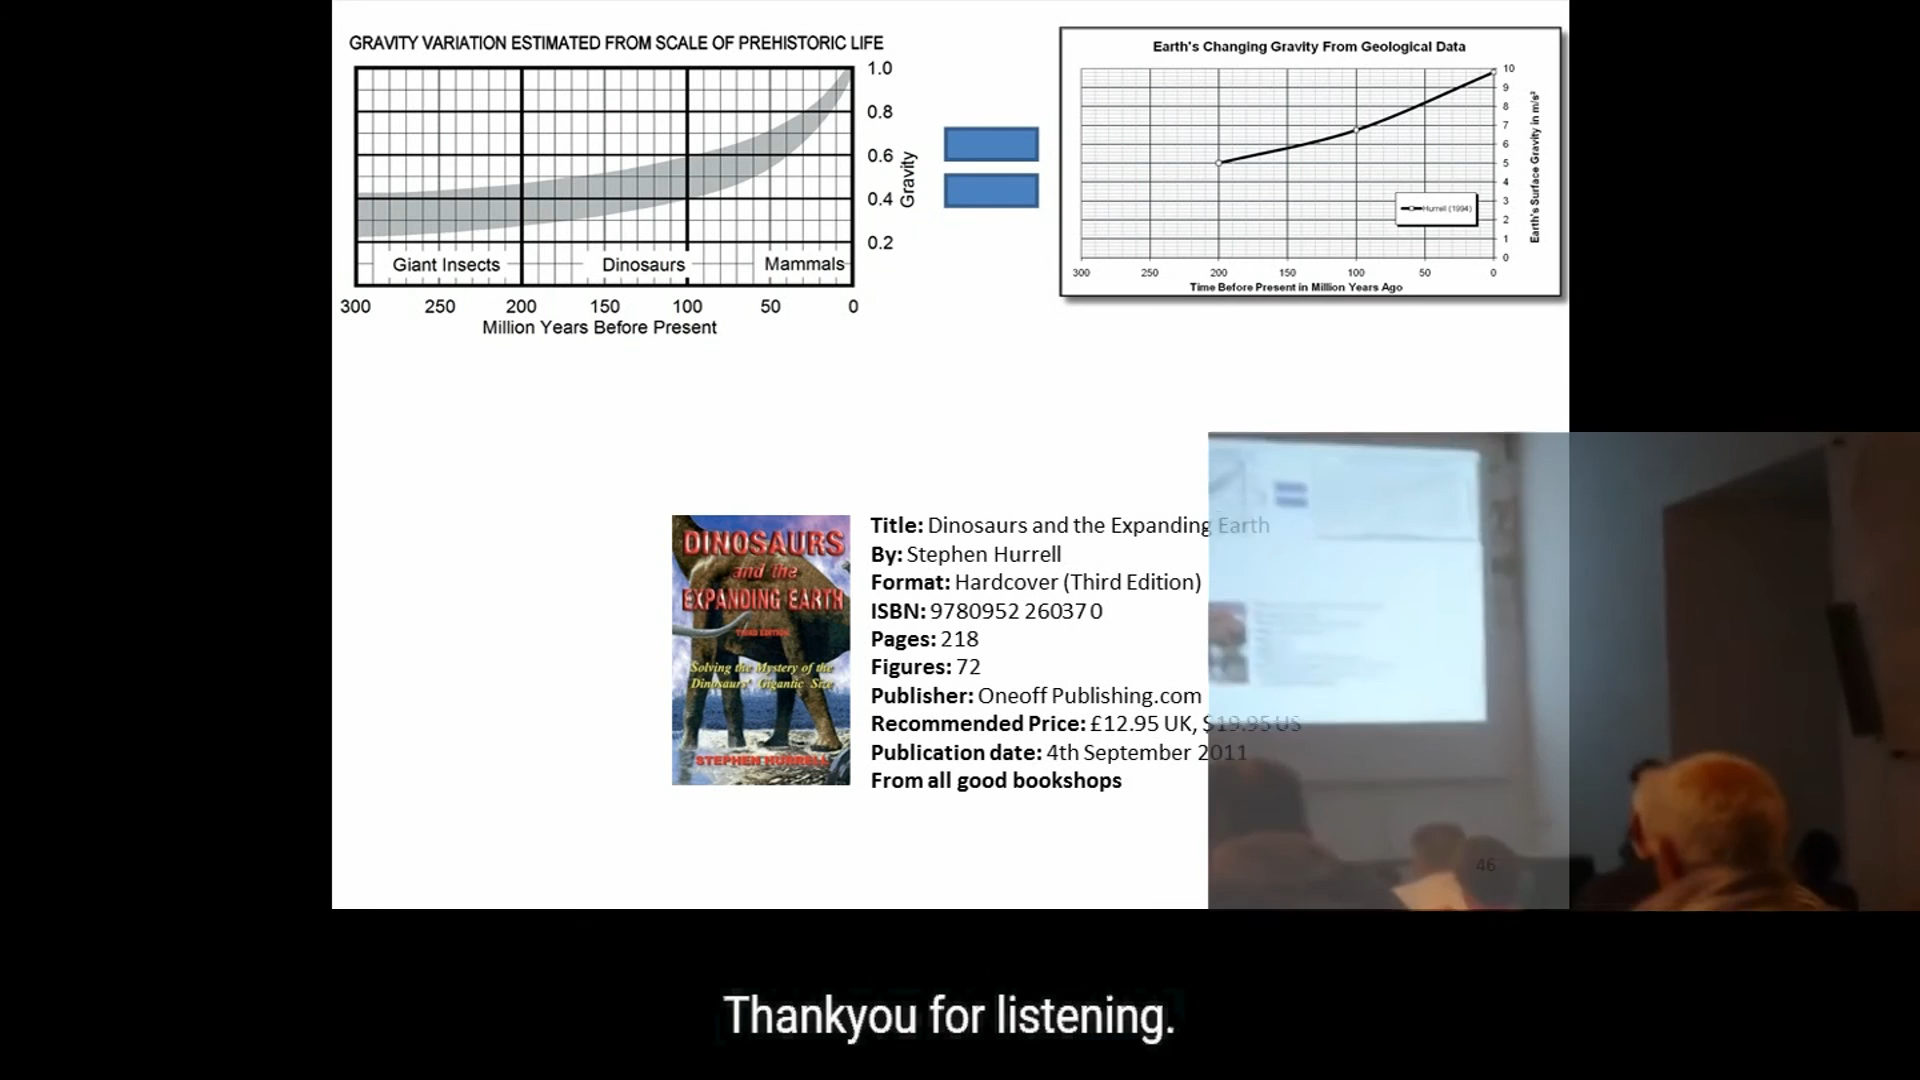 GRAVITY VARIATION ESTIMATED FROM SCALE OF PREHISTORIC LIFE
1.0
0.8
0.6
0.4
0.2
Gravity
Giant Insects
Dinosaurs
Mammals
300 250 200 150 100 50 0
Million Years Before Present
Earth's Changing Gravity From Geological Data
10
9
8
7
6
5
4
3
2
1
0
Earth's Surface Gravity in m/s²
Hurrell (1994)
300 250 200 150 100 50 0
Time Before Present in Million Years Ago
DINOSAURS
and the
EXPANDING EARTH
THIRD EDITION
Solving the Mystery of the
Dinosaurs' Gigantic Size
STEPHEN HURRELL
Title: Dinosaurs and the Expanding Earth
By: Stephen Hurrell
Format: Hardcover (Third Edition)
ISBN: 9780952 26037 0
Pages: 218
Figures: 72
Publisher: Oneoff Publishing.com
Recommended Price: £12.95 UK, $19.95 US
Publication date: 4th September 2011
From all good bookshops
46
Thankyou for listening.